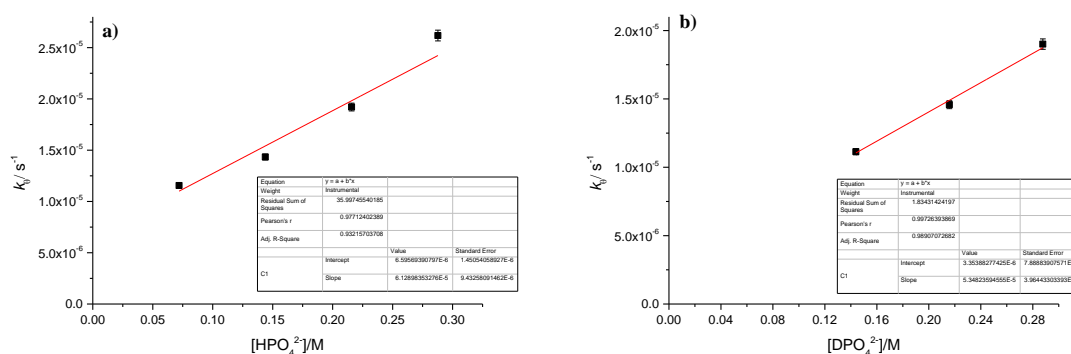 a)
2.5x10⁻⁵
2.0x10⁻⁵
1.5x10⁻⁵
1.0x10⁻⁵
5.0x10⁻⁶
0.0
k₀/ s⁻¹
Equation y = a + b*x
Weight Instrumental
Residual Sum of Squares 35.99745540185
Pearson's r 0.97712402389
Adj. R-Square 0.93215703708
Value Standard Error
C1 Intercept 6.59569390797E-6 1.45054058927E-6
Slope 6.12898353276E-5 9.43258091462E-6
0.00 0.05 0.10 0.15 0.20 0.25 0.30
[HPO₄²⁻]/M
b)
2.0x10⁻⁵
1.5x10⁻⁵
1.0x10⁻⁵
5.0x10⁻⁶
0.0
k₀/ s⁻¹
Equation y = a + b*x
Weight Instrumental
Residual Sum of Squares 1.83431424197
Pearson's r 0.99726393869
Adj. R-Square 0.98907072682
Value Standard Error
C1 Intercept 3.35388277425E-6 7.88883907571E
Slope 5.34823594555E-5 3.96443303393E
0.00 0.04 0.08 0.12 0.16 0.20 0.24 0.28
[DPO₄²⁻]/M